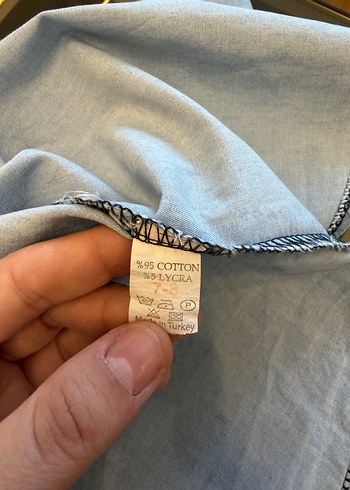 %95 COTTON
%5 LYCRA
7-8
P
Made in Turkey